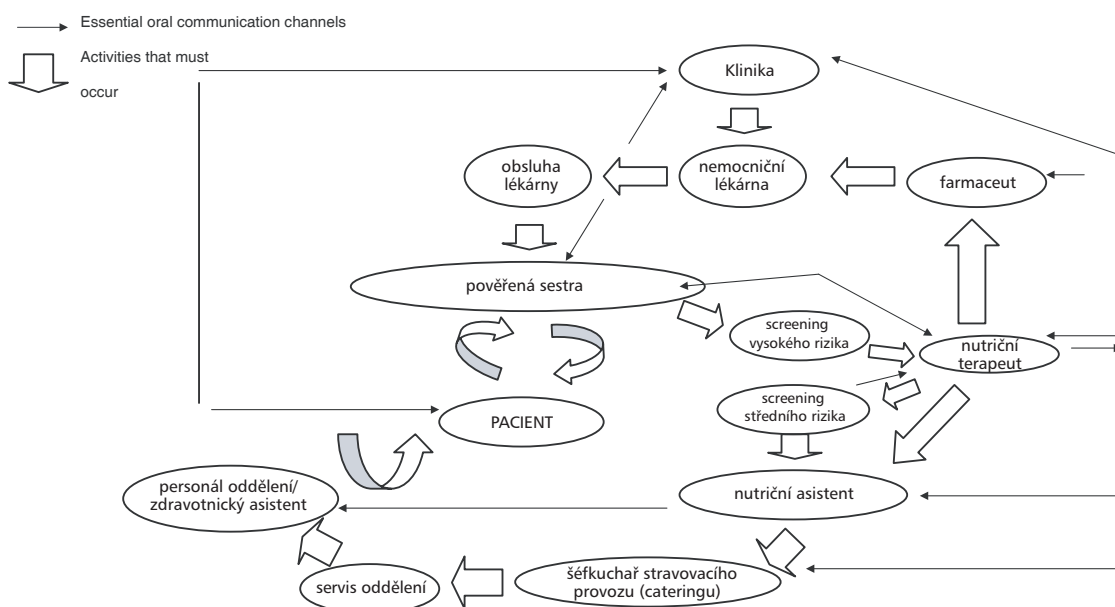 Essential oral communication channels
Activities that must
occur
Klinika
obsluha
lékárny
nemocniční
lékárna
farmaceut
pověřená sestra
screening
vysokého rizika
nutriční
terapeut
screening
středního rizika
PACIENT
personál oddělení/
zdravotnický asistent
nutriční asistent
šéfkuchař stravovacího
provozu (cateringu)
servis oddělení